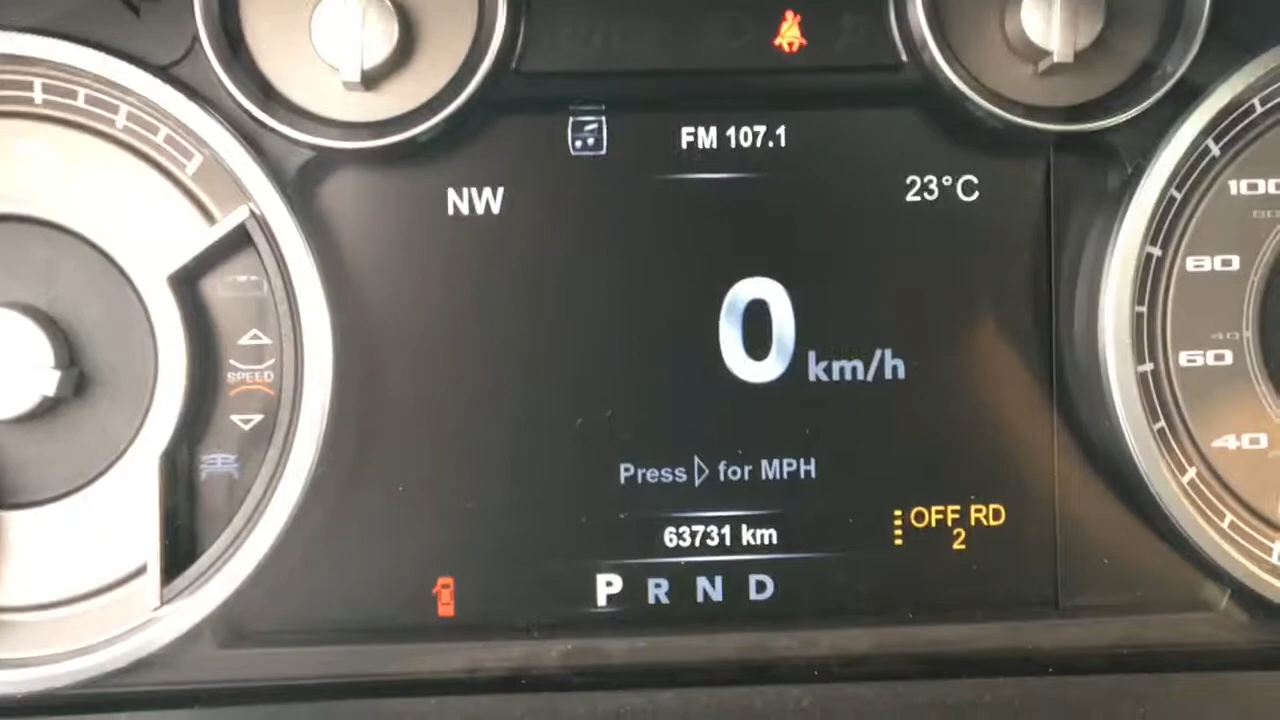 FM 107.1
NW
23°C
0 km/h
SPEED
Press ▷ for MPH
OFF RD
2
63731 km
P R N D
100
80
60
40